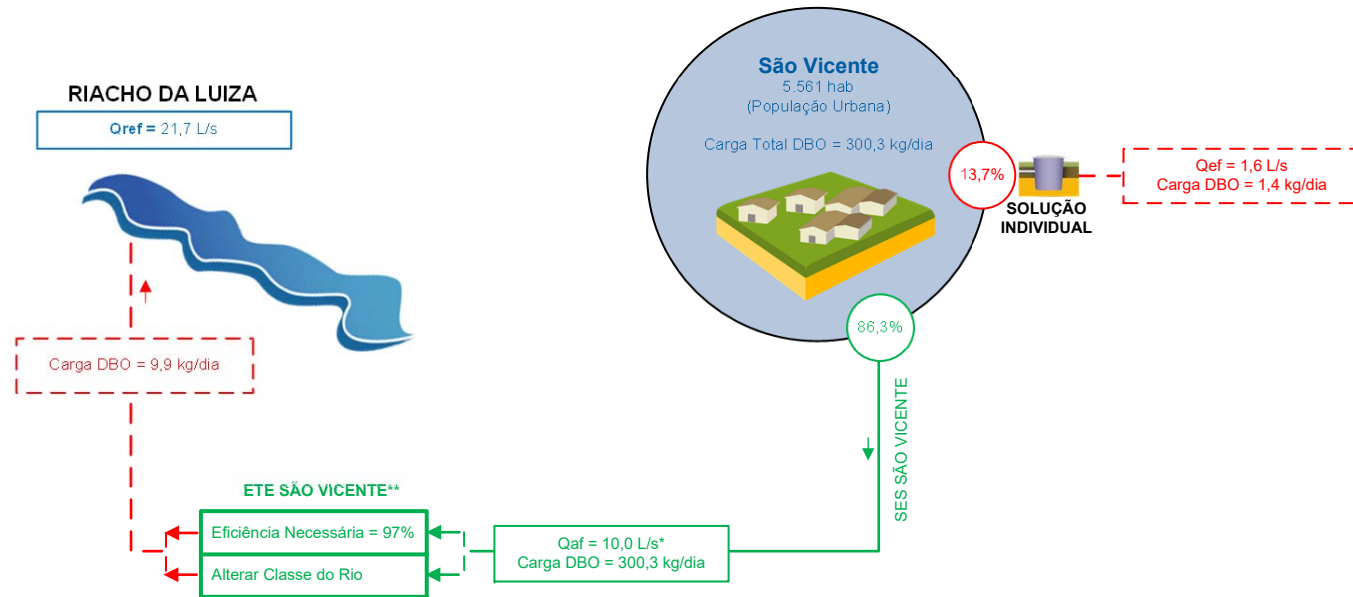 RIACHO DA LUIZA
Qref = 21,7 L/s
São Vicente
5.561 hab
(População Urbana)
Carga Total DBO = 300,3 kg/dia
13,7%
SOLUÇÃO
INDIVIDUAL
Qef = 1,6 L/s
Carga DBO = 1,4 kg/dia
86,3%
Carga DBO = 9,9 kg/dia
SES SÃO VICENTE
ETE SÃO VICENTE**
Eficiência Necessária = 97%
Alterar Classe do Rio
Qaf = 10,0 L/s*
Carga DBO = 300,3 kg/dia